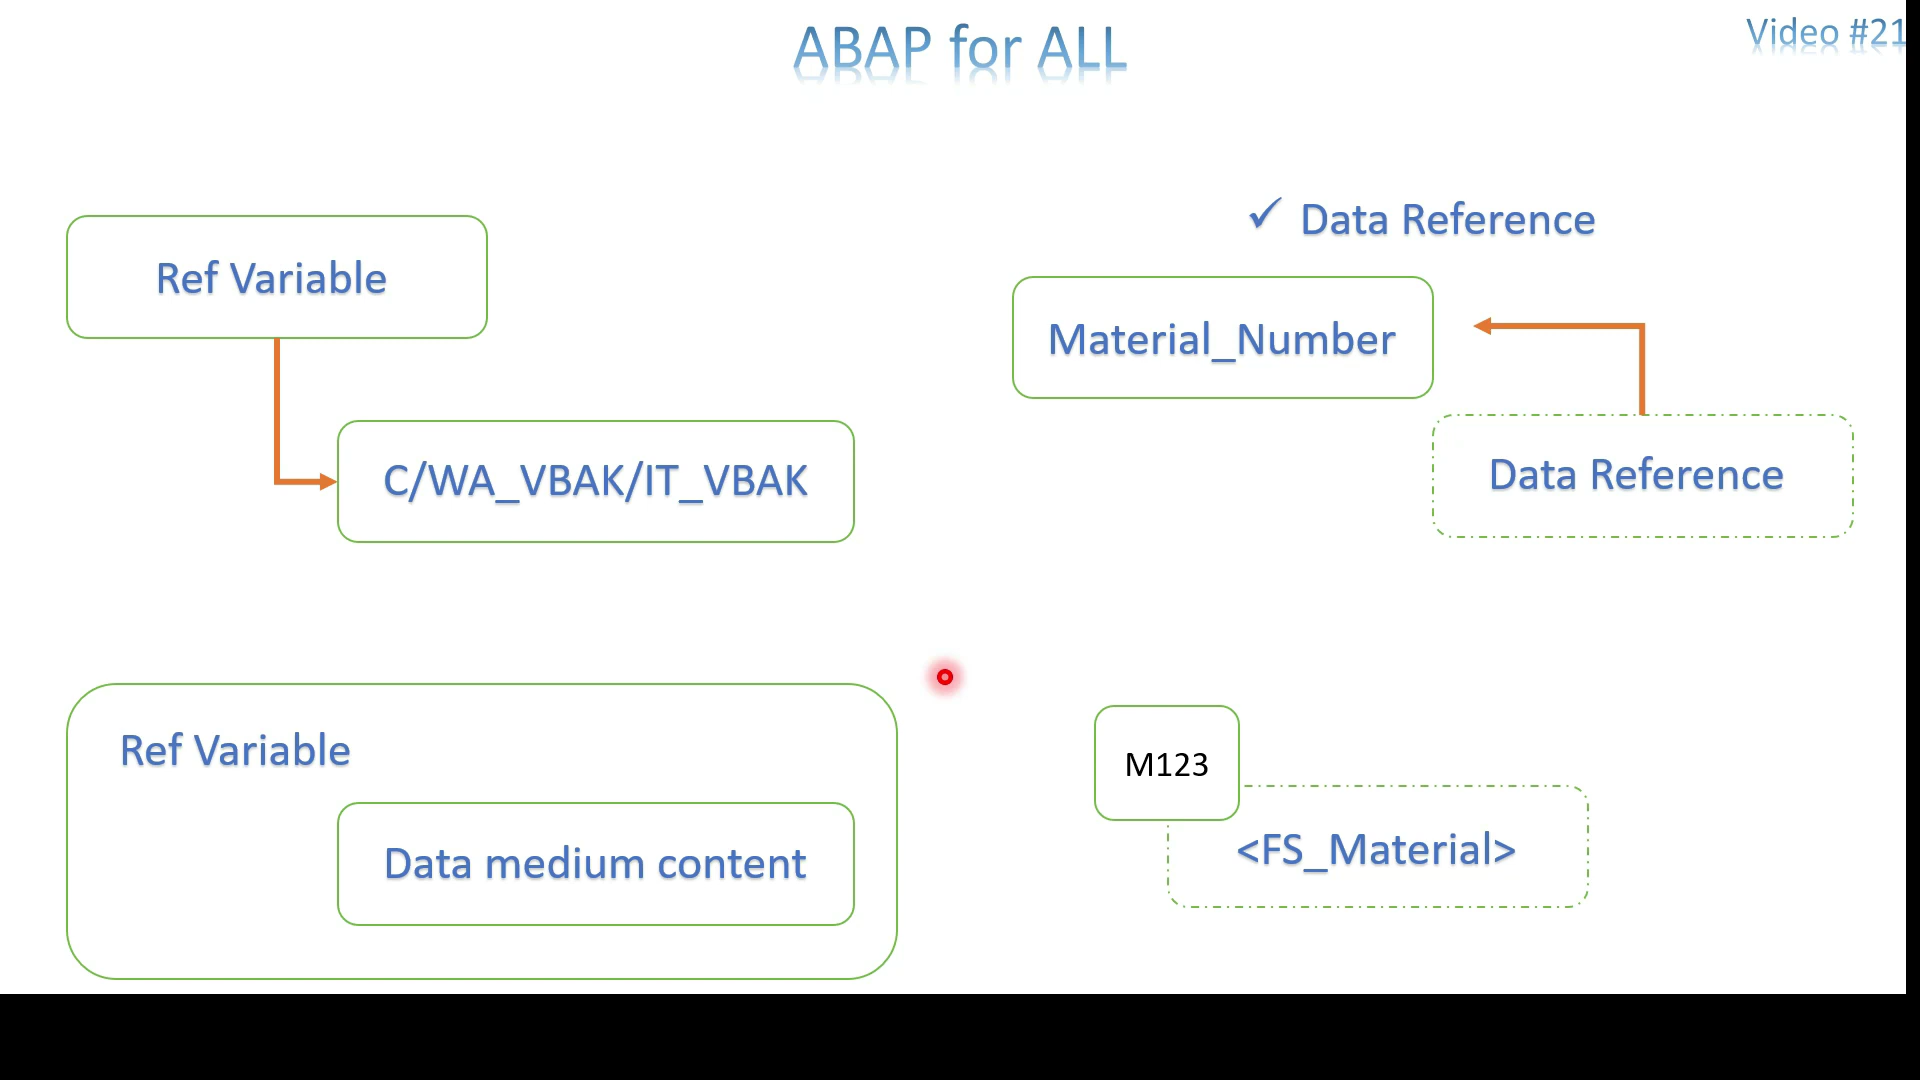 ABAP for ALL
Video #21
Ref Variable
C/WA_VBAK/IT_VBAK
✓ Data Reference
Material_Number
Data Reference
Ref Variable
Data medium content
M123
<FS_Material>